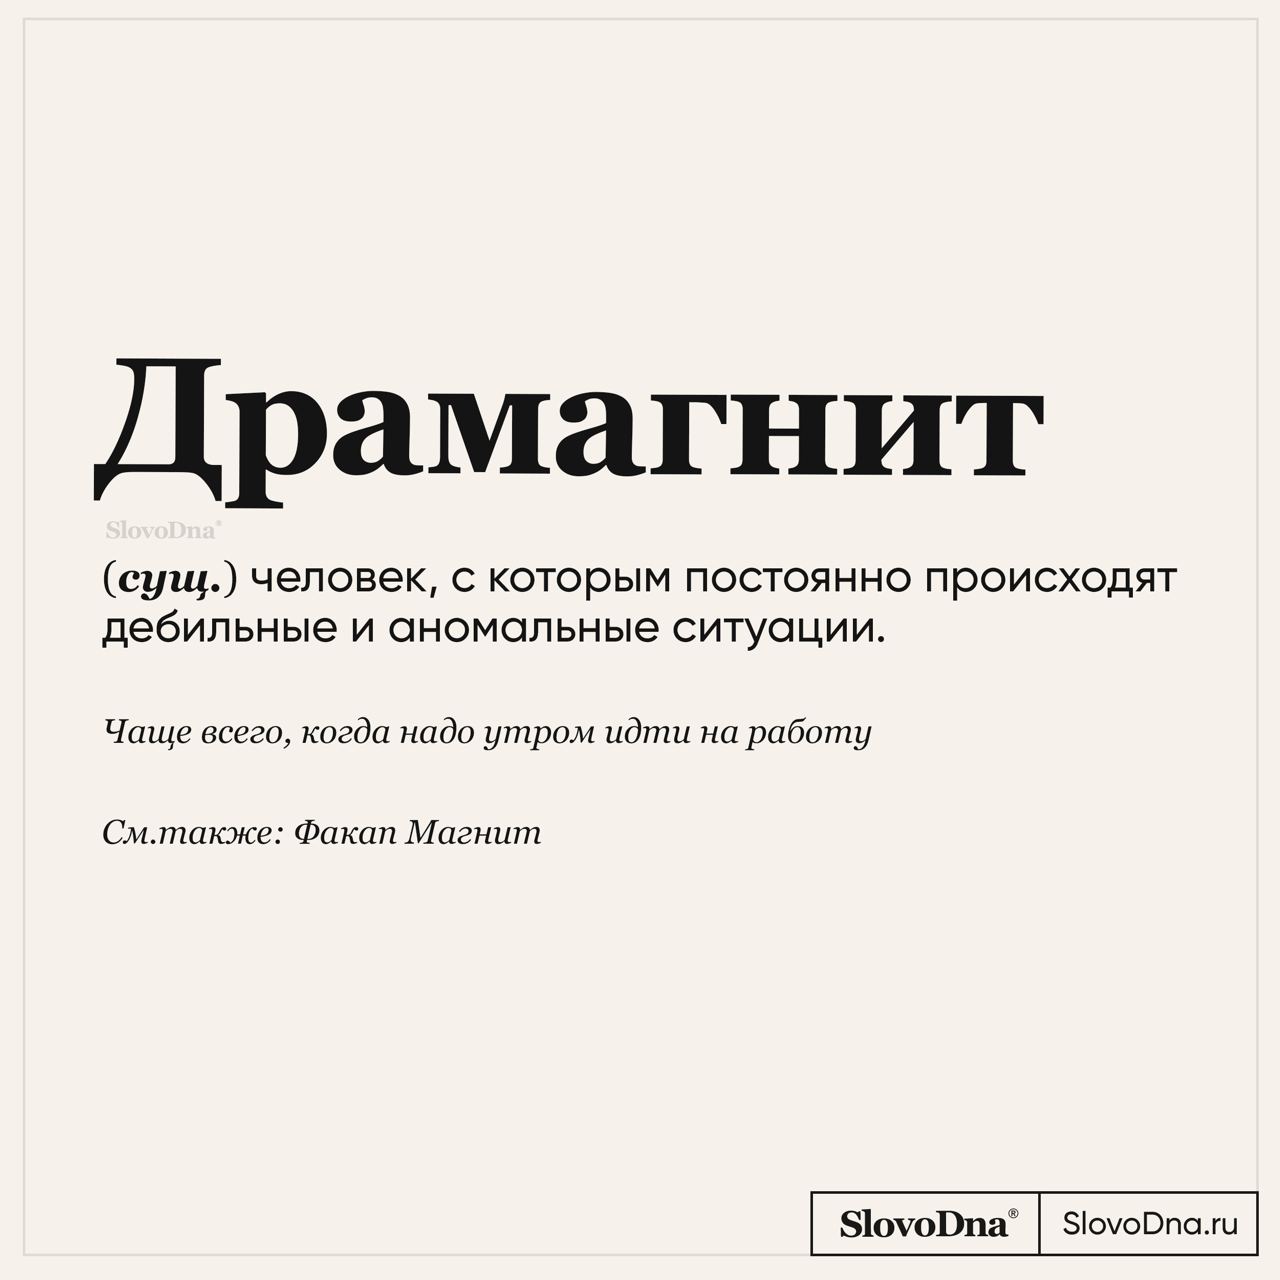 Драмагнит
SlovoDna®
(сущ.) человек, с которым постоянно происходят
дебильные и аномальные ситуации.
Чаще всего, когда надо утром идти на работу
См.также: Факап Магнит
SlovoDna® SlovoDna.ru